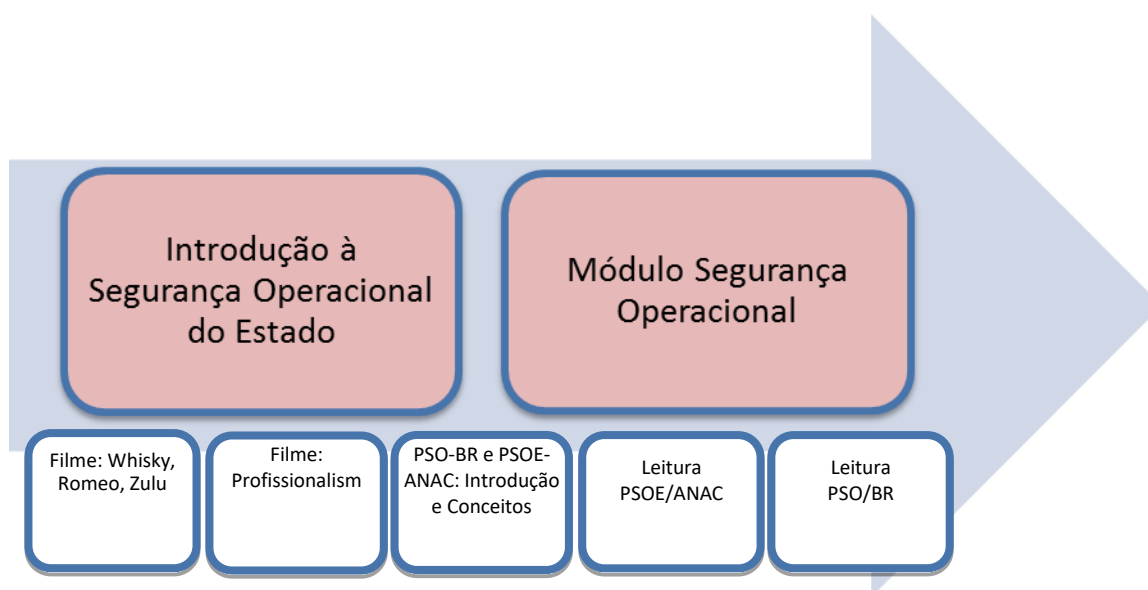 Introdução à
Segurança Operacional
do Estado
Módulo Segurança
Operacional
Filme: Whisky,
Romeo, Zulu
Filme:
Profissionalism
PSO-BR e PSOE-
ANAC: Introdução
e Conceitos
Leitura
PSOE/ANAC
Leitura
PSO/BR